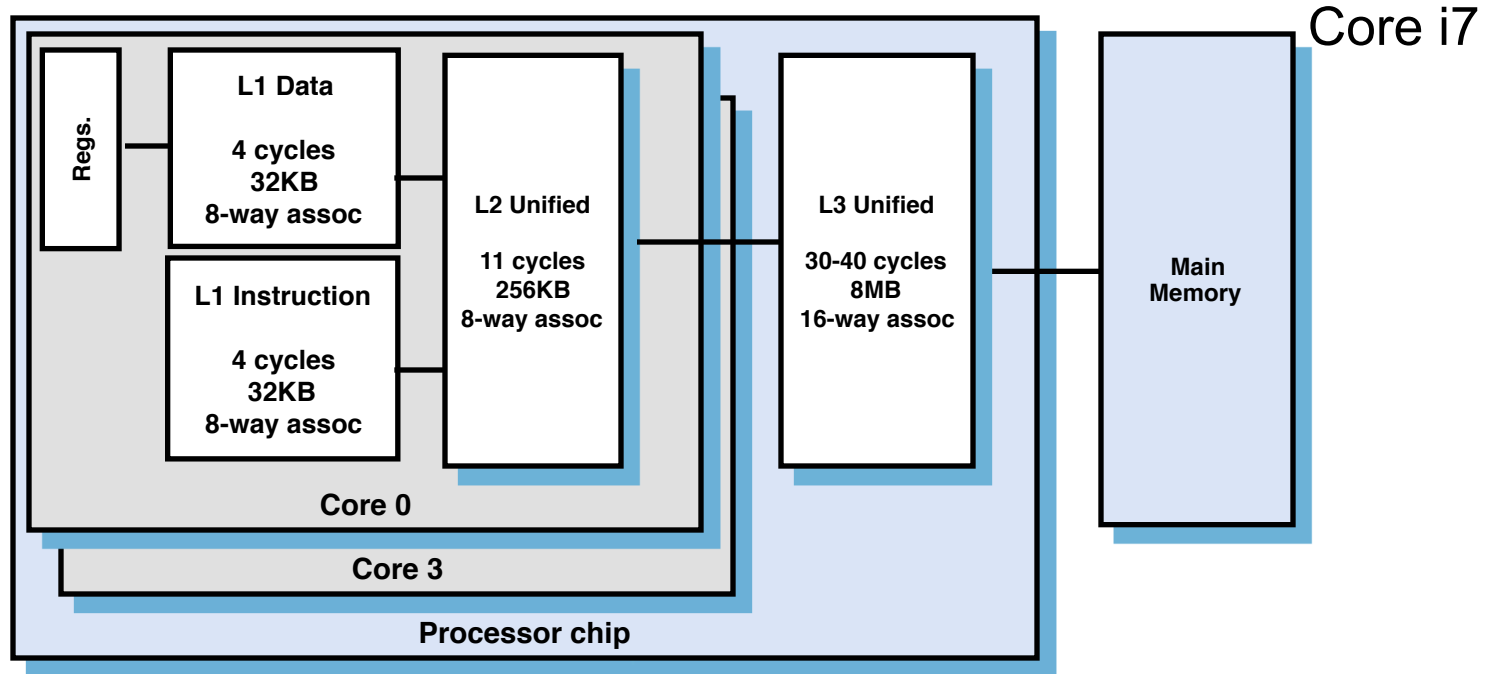 Core i7
Regs.
L1 Data
4 cycles
32KB
8-way assoc
L1 Instruction
4 cycles
32KB
8-way assoc
L2 Unified
11 cycles
256KB
8-way assoc
L3 Unified
30-40 cycles
8MB
16-way assoc
Main
Memory
Core 0
Core 3
Processor chip